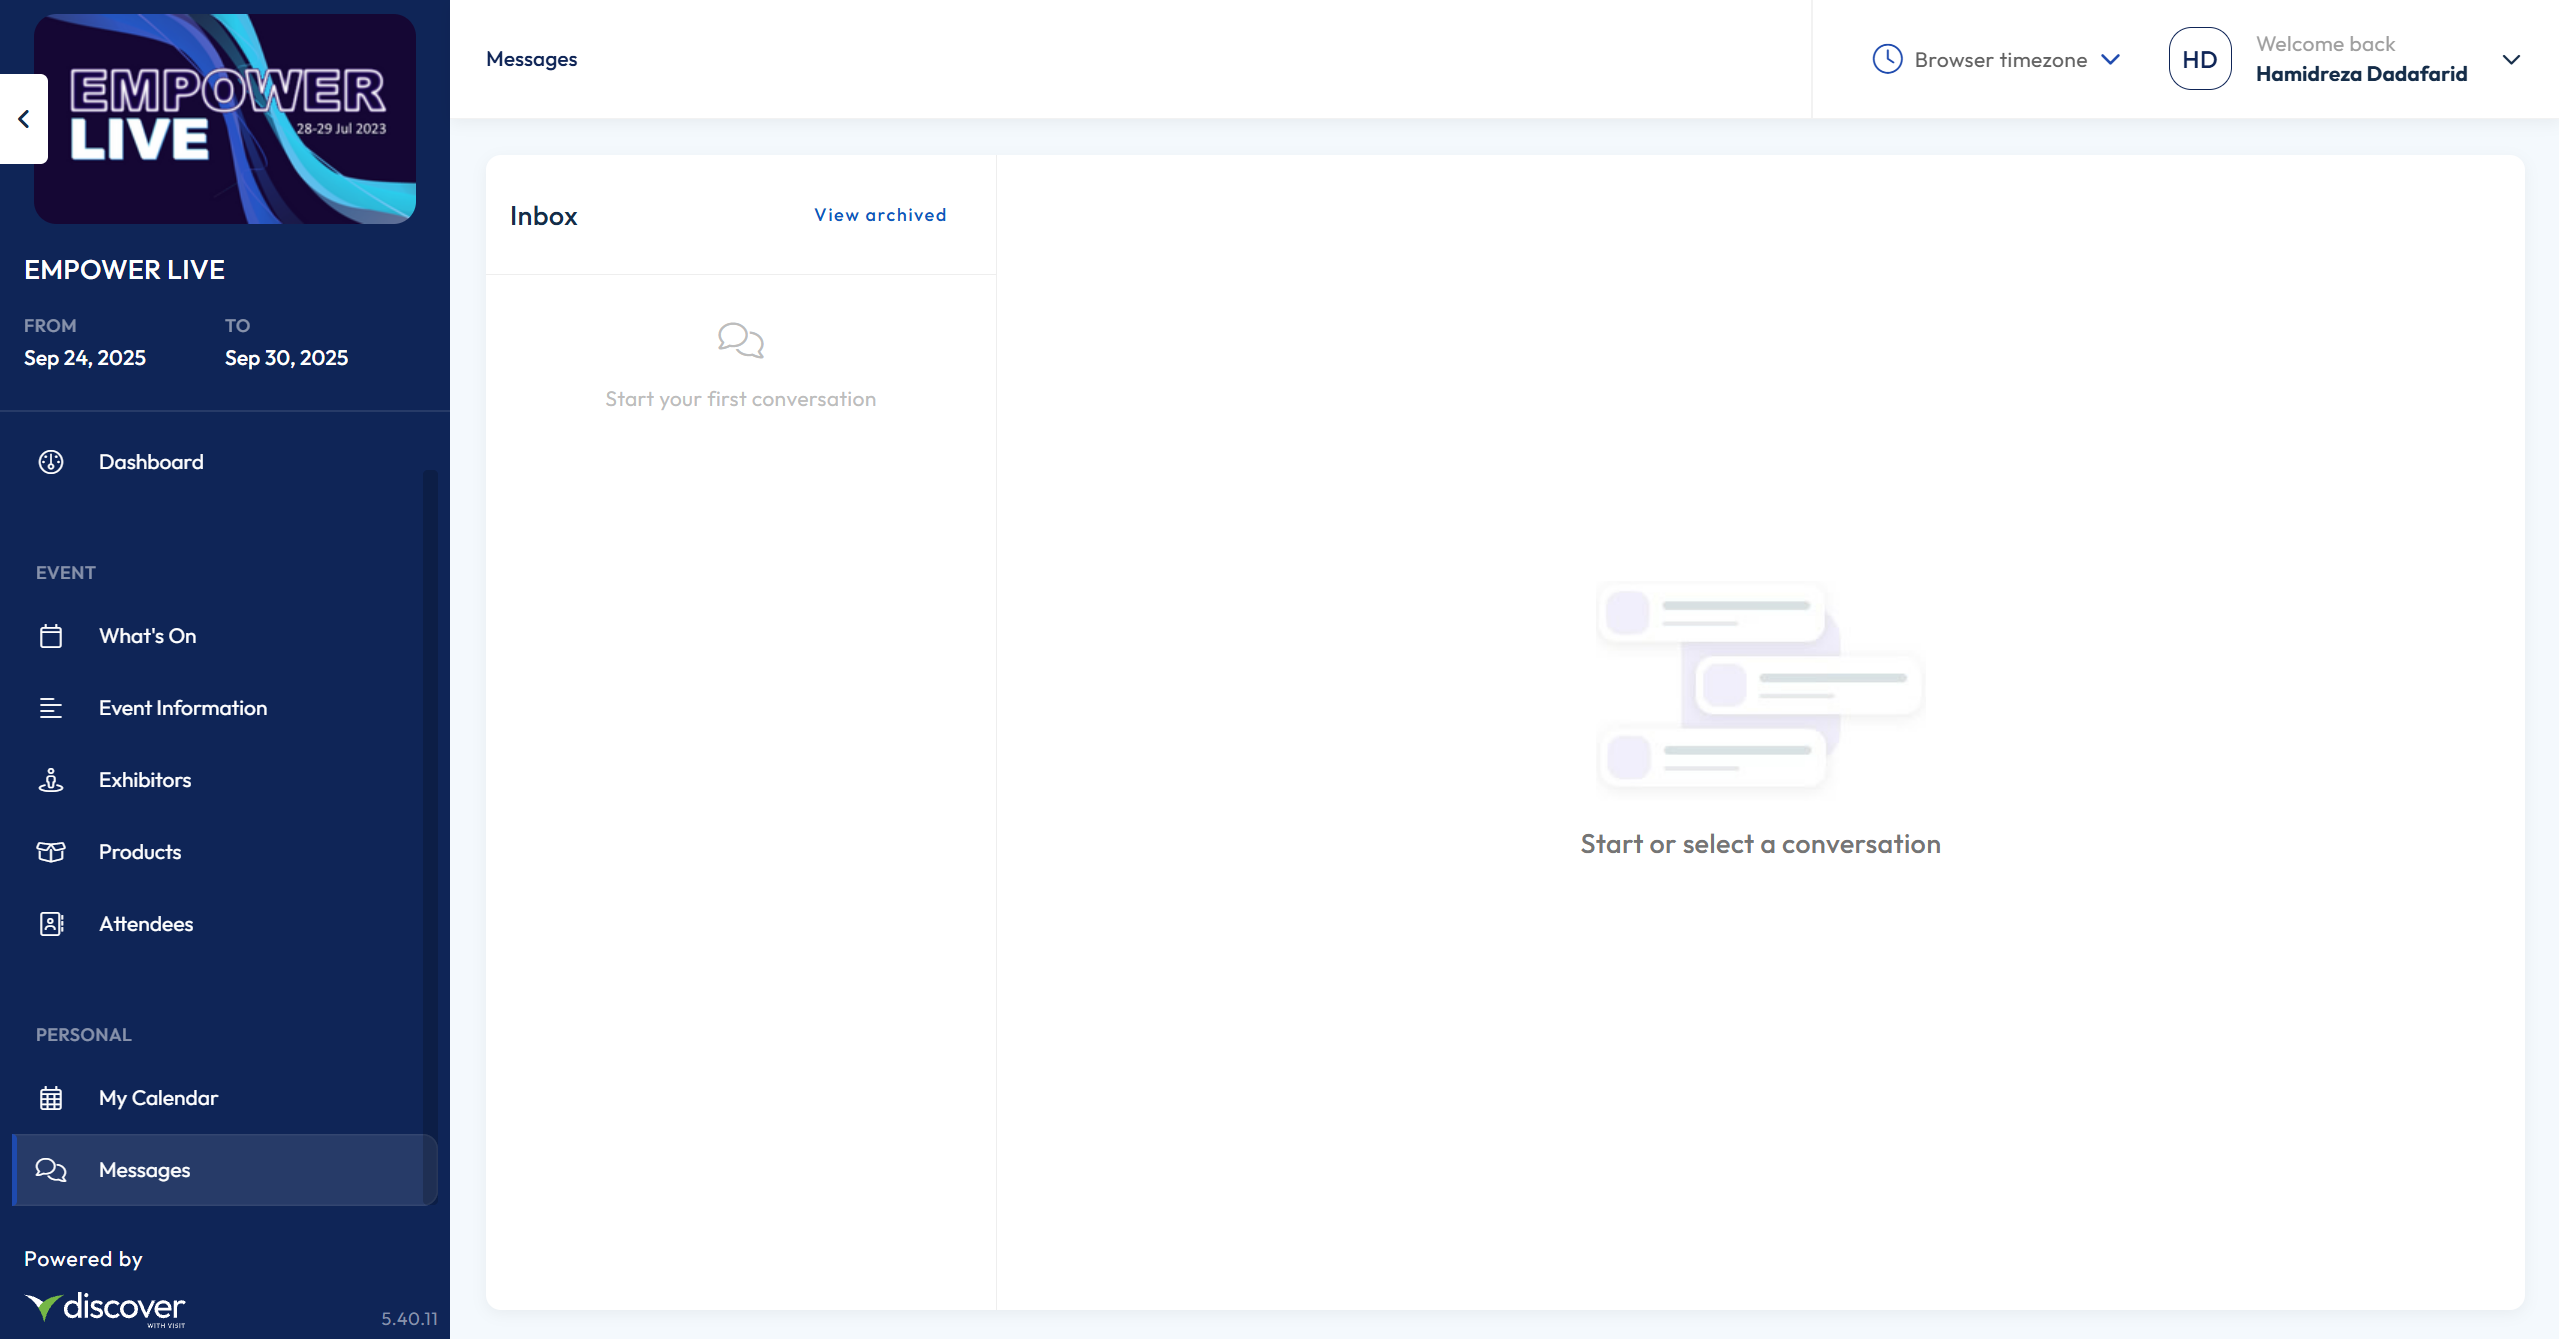 EMPOWER
LIVE
28-29 Jul 2023
EMPOWER LIVE
FROM
TO
Sep 24, 2025
Sep 30, 2025
Dashboard
EVENT
What's On
Event Information
Exhibitors
Products
Attendees
PERSONAL
My Calendar
Messages
Powered by
discover
WITH VISIT
5.40.11
Messages
Browser timezone
HD
Welcome back
Hamidreza Dadafarid
Inbox
View archived
Start your first conversation
Start or select a conversation